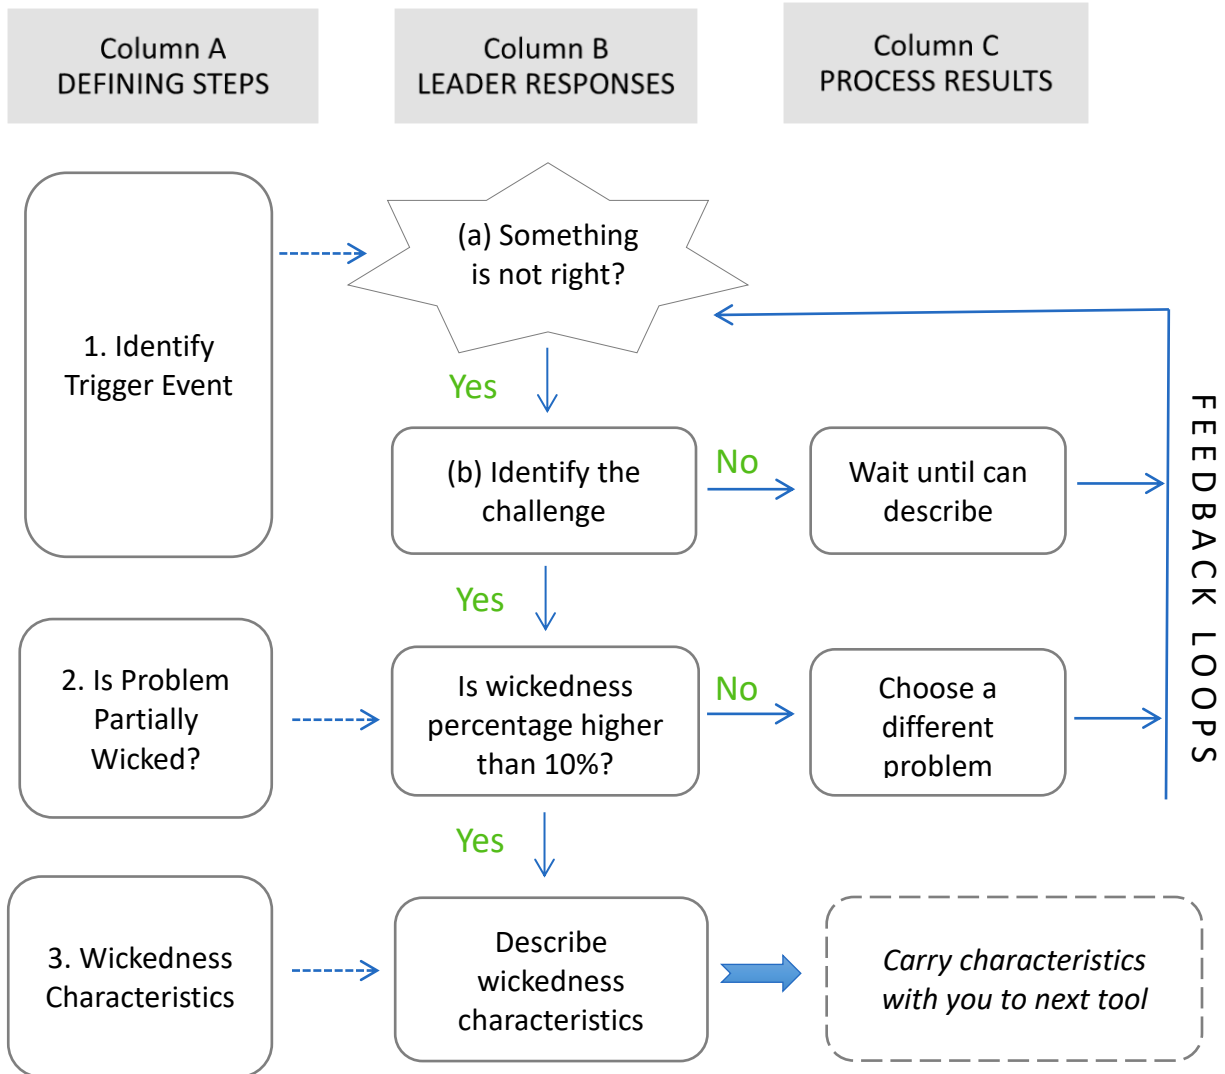 Column A
DEFINING STEPS
Column B
LEADER RESPONSES
Column C
PROCESS RESULTS
1. Identify
Trigger Event
(a) Something
is not right?
Yes
(b) Identify the
challenge
No
Wait until can
describe
Yes
2. Is Problem
Partially
Wicked?
Is wickedness
percentage higher
than 10%?
No
Choose a
different
problem
Yes
3. Wickedness
Characteristics
Describe
wickedness
characteristics
Carry characteristics
with you to next tool
FEEDBACK LOOPS